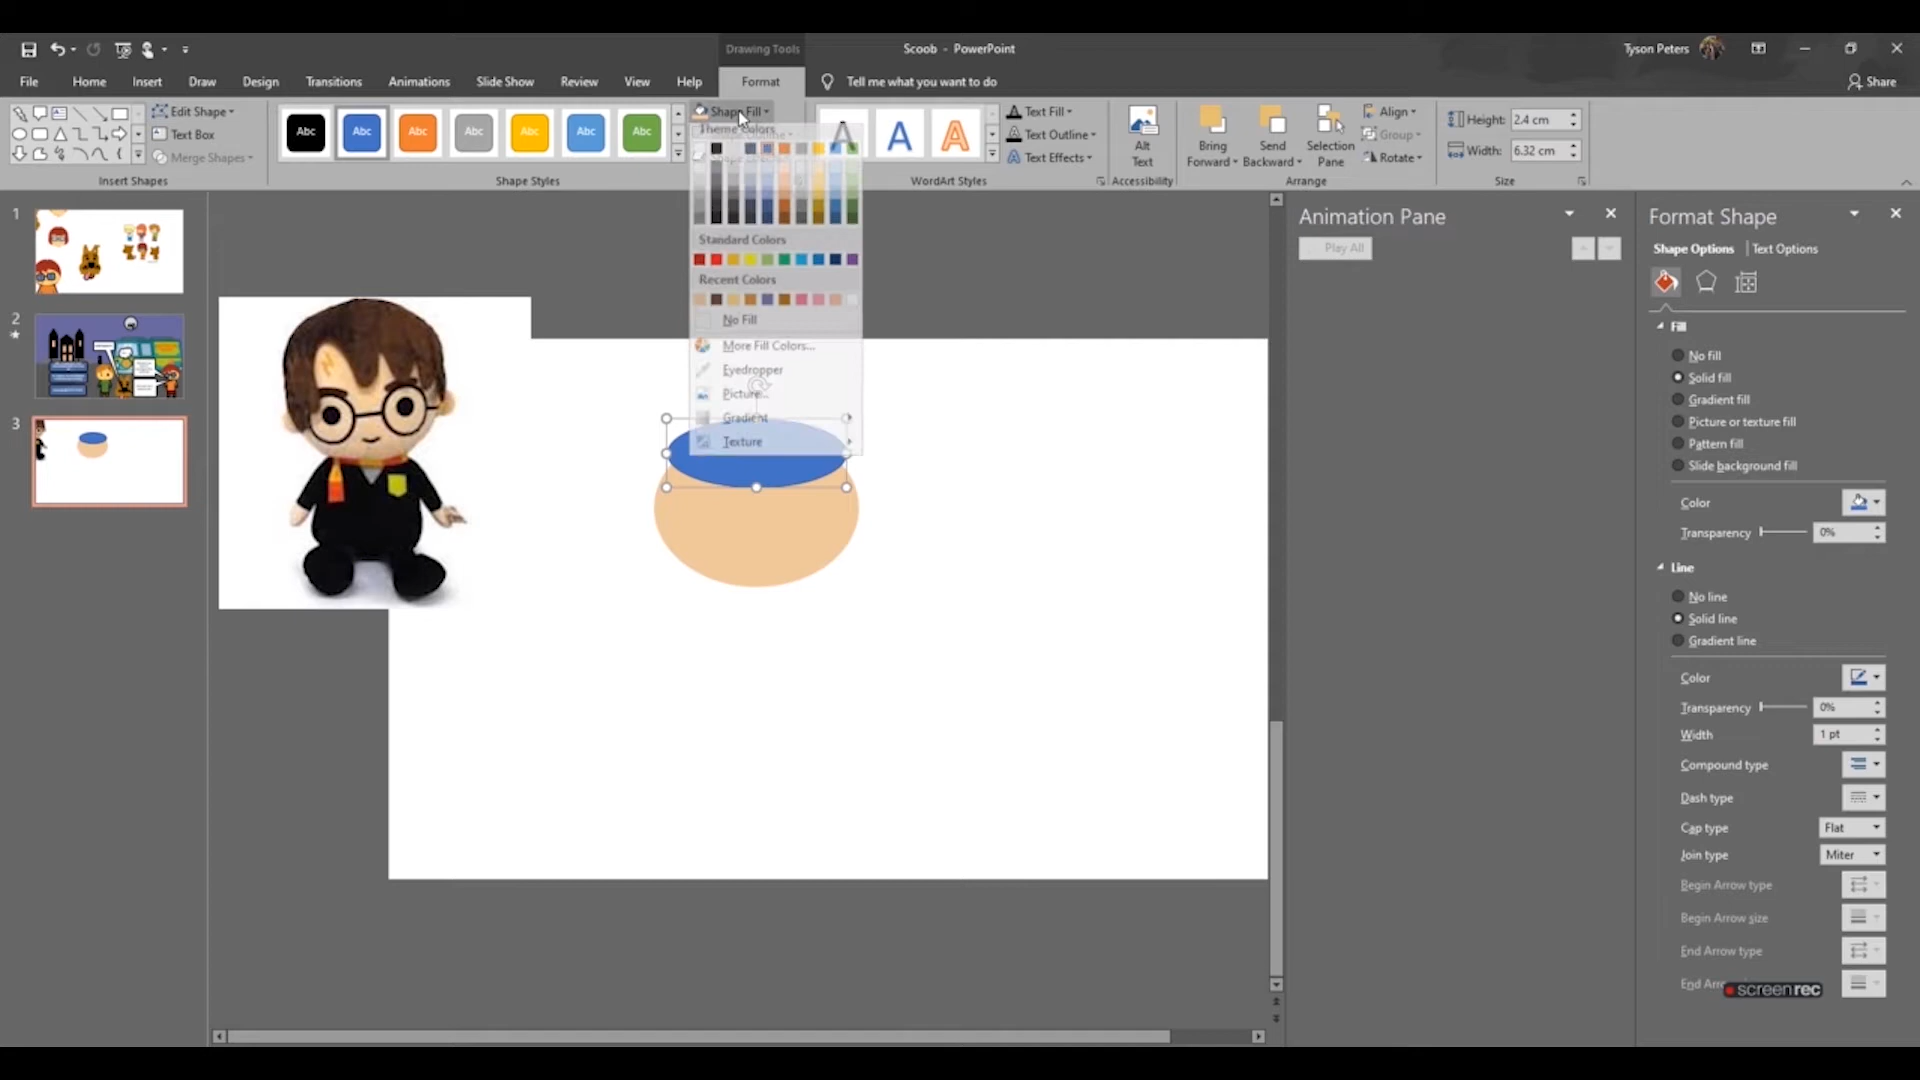 Drawing Tools
Scoob - PowerPoint
Tyson Peters
File Home Insert Draw Design Transitions Animations Slide Show Review View Help Format Tell me what you want to do
Share
Edit Shape
Text Box
Merge Shapes
Insert Shapes
Abc Abc Abc Abc Abc Abc Abc
Shape Styles
Shape Fill
Theme Colors
Standard Colors
Recent Colors
No Fill
More Fill Colors...
Eyedropper
Picture...
Gradient
Texture
A A A
Text Fill
Text Outline
Text Effects
WordArt Styles
Alt Text
Accessibility
Bring Forward
Send Backward
Selection Pane
Align
Group
Rotate
Arrange
Height: 2.4 cm
Width: 6.32 cm
Size
1
2
3
Animation Pane
Play All
Format Shape
Shape Options Text Options
Fill
No fill
Solid fill
Gradient fill
Picture or texture fill
Pattern fill
Slide background fill
Color
Transparency 0%
Line
No line
Solid line
Gradient line
Color
Transparency 0%
Width 1 pt
Compound type
Dash type
Cap type Flat
Join type Miter
Begin Arrow type
Begin Arrow size
End Arrow type
End
screenrec